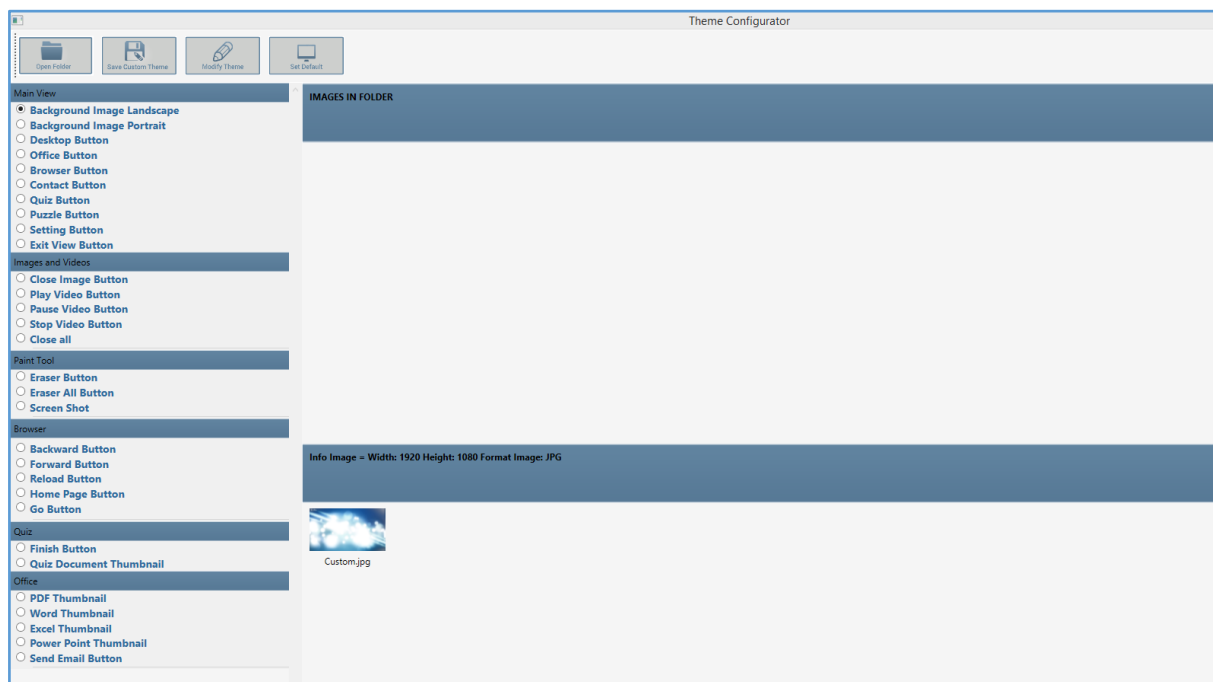 Theme Configurator
Open Folder
Save Custom Theme
Modify Theme
Set Default
Main View
Background Image Landscape
Background Image Portrait
Desktop Button
Office Button
Browser Button
Contact Button
Quiz Button
Puzzle Button
Setting Button
Exit View Button
Images and Videos
Close Image Button
Play Video Button
Pause Video Button
Stop Video Button
Close all
Paint Tool
Eraser Button
Eraser All Button
Screen Shot
Browser
Backward Button
Forward Button
Reload Button
Home Page Button
Go Button
Quiz
Finish Button
Quiz Document Thumbnail
Office
PDF Thumbnail
Word Thumbnail
Excel Thumbnail
Power Point Thumbnail
Send Email Button
IMAGES IN FOLDER
Info Image = Width: 1920 Height: 1080 Format Image: JPG
Custom.jpg